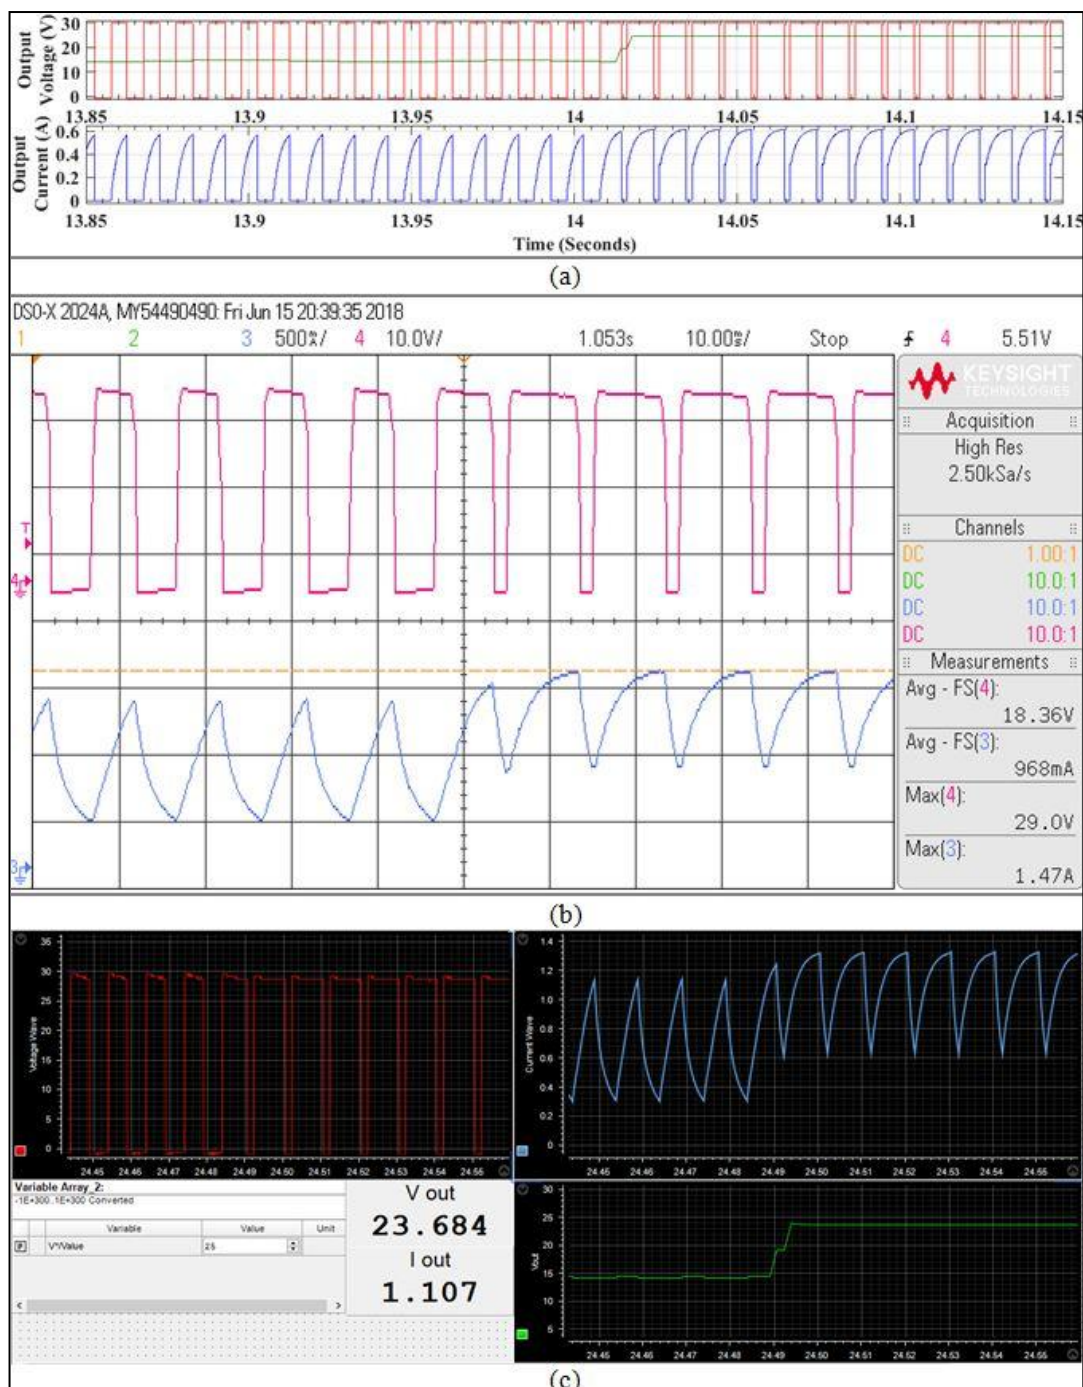 Output
Voltage (V)
30
20
10
0
13.85 13.9 13.95 14 14.05 14.1 14.15
Output
Current (A)
0.6
0.4
0.2
0
13.85 13.9 13.95 14 14.05 14.1 14.15
Time (Seconds)
(a)
DSO-X 2024A, MY54490490: Fri Jun 15 20:39:35 2018
1 2 3 500%/ 4 10.0V/ 1.053s 10.00%/ Stop 4 5.51V
KEYSIGHT
TECHNOLOGIES
Acquisition
High Res
2.50kSa/s
Channels
DC 1.00:1
DC 10.0:1
DC 10.0:1
DC 10.0:1
Measurements
Avg - FS(4):
18.36V
Avg - FS(3):
968mA
Max(4):
29.0V
Max(3):
1.47A
T
4
3
(b)
Voltage Wave
35
30
25
20
15
10
5
0
24.45 24.46 24.47 24.48 24.49 24.50 24.51 24.52 24.53 24.54 24.55
Current Wave
1.4
1.2
1.0
0.8
0.6
0.4
0.2
0
24.45 24.46 24.47 24.48 24.49 24.50 24.51 24.52 24.53 24.54 24.55
Variable Array_2:
-1E+300..1E+300 Converted
Variable Value Unit
P V*/Value 25
V out
23.684
I out
1.107
Vout
30
25
20
15
10
5
24.45 24.46 24.47 24.48 24.49 24.50 24.51 24.52 24.53 24.54 24.55
(c)